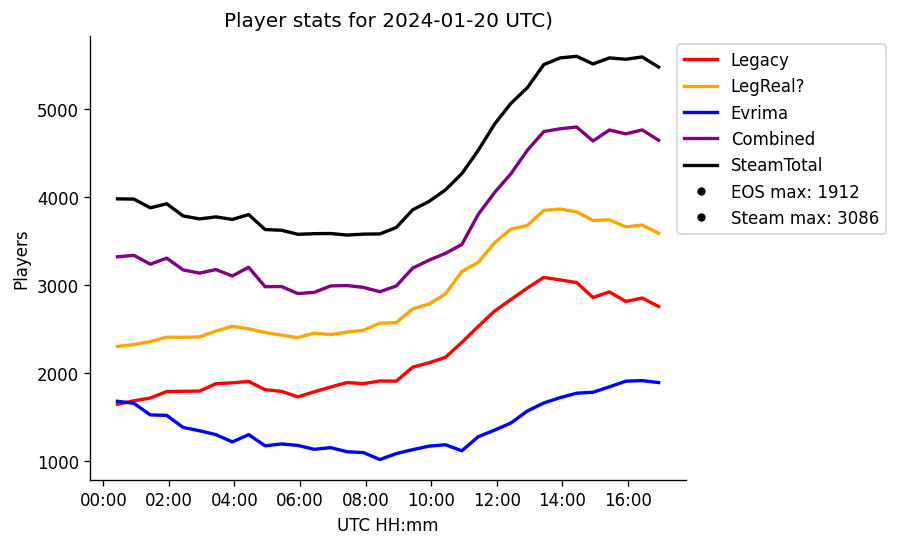 Player stats for 2024-01-20 UTC)
Legacy
LegReal?
Evrima
Combined
SteamTotal
EOS max: 1912
Steam max: 3086
Players
5000
4000
3000
2000
1000
00:00 02:00 04:00 06:00 08:00 10:00 12:00 14:00 16:00
UTC HH:mm